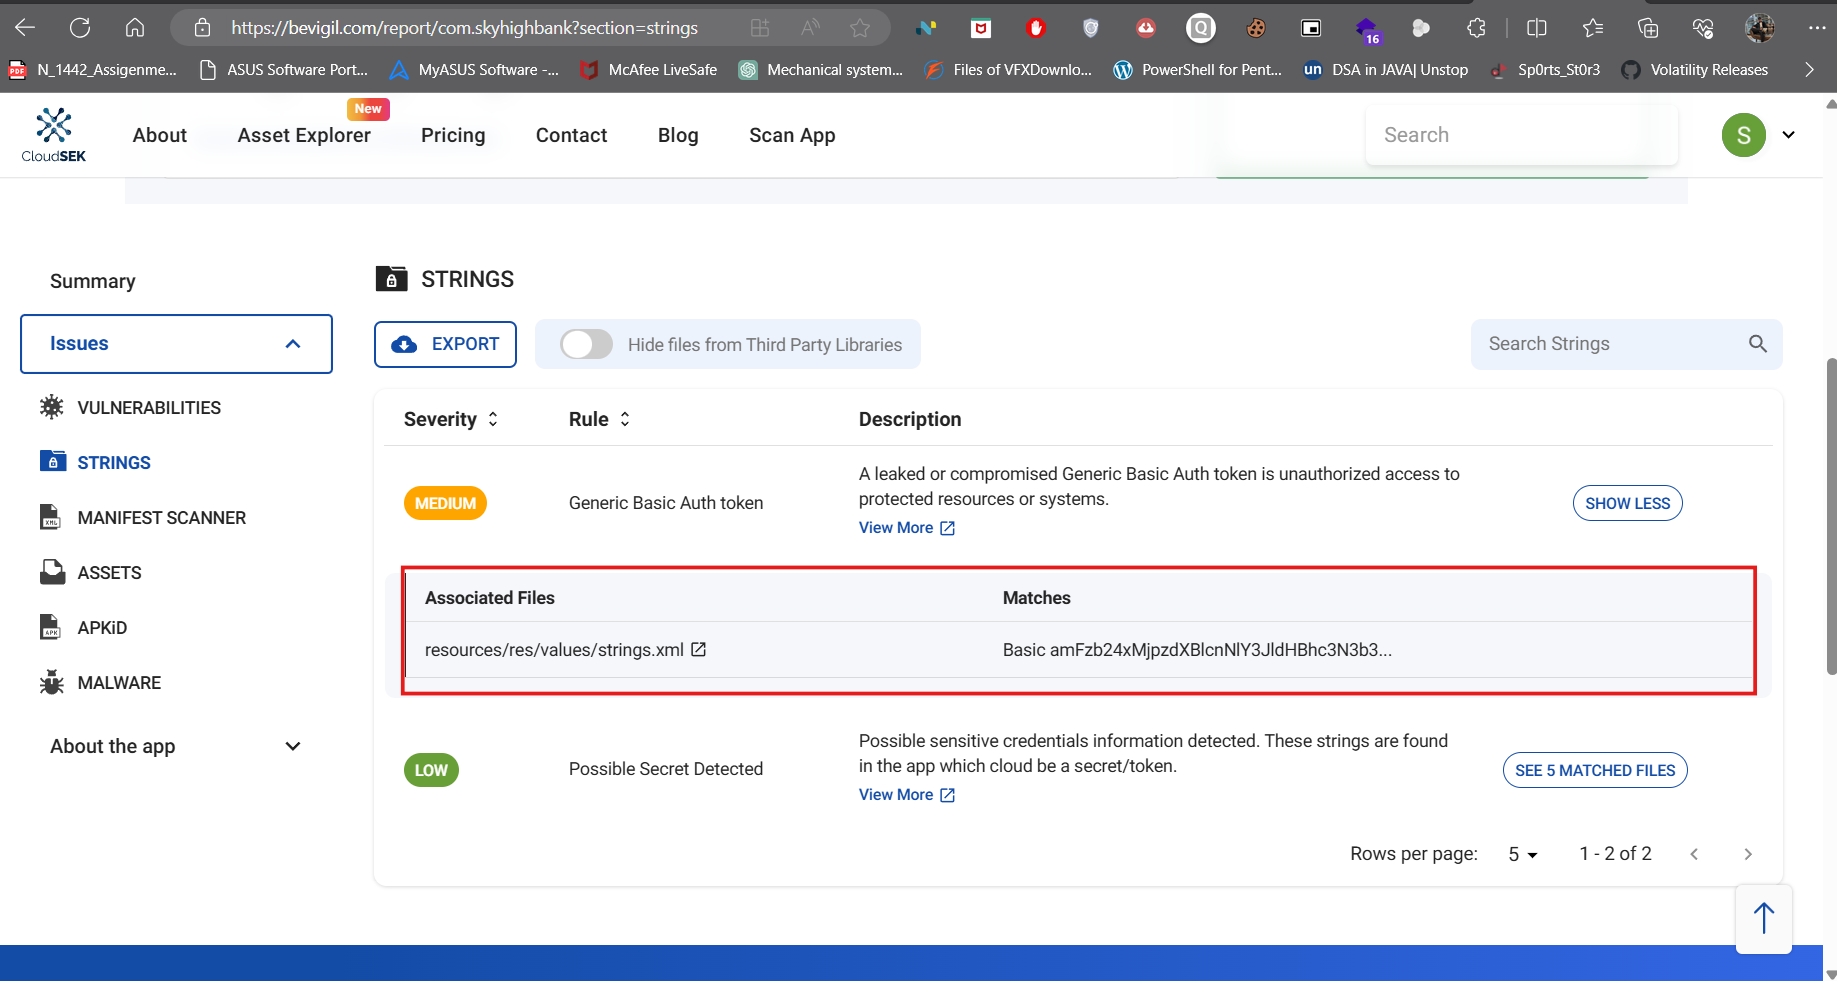 https://bevigil.com/report/com.skyhighbank?section=strings
16
PDF N_1442_Assigenme...
ASUS Software Port...
MyASUS Software -...
McAfee LiveSafe
Mechanical system...
Files of VFXDownlo...
PowerShell for Pent...
un DSA in JAVA| Unstop
Sp0rts_St0r3
Volatility Releases
CloudSEK
About
New
Asset Explorer
Pricing
Contact
Blog
Scan App
Search
S
Summary
Issues
VULNERABILITIES
STRINGS
MANIFEST SCANNER
ASSETS
APKiD
MALWARE
About the app
STRINGS
EXPORT
Hide files from Third Party Libraries
Search Strings
Severity Rule Description
MEDIUM
Generic Basic Auth token
A leaked or compromised Generic Basic Auth token is unauthorized access to
protected resources or systems.
View More
SHOW LESS
Associated Files Matches
resources/res/values/strings.xml
Basic amFzb24xMjpzdXBlcnNlY3JldHBhc3N3b3...
LOW
Possible Secret Detected
Possible sensitive credentials information detected. These strings are found
in the app which cloud be a secret/token.
View More
SEE 5 MATCHED FILES
Rows per page: 5 1 - 2 of 2